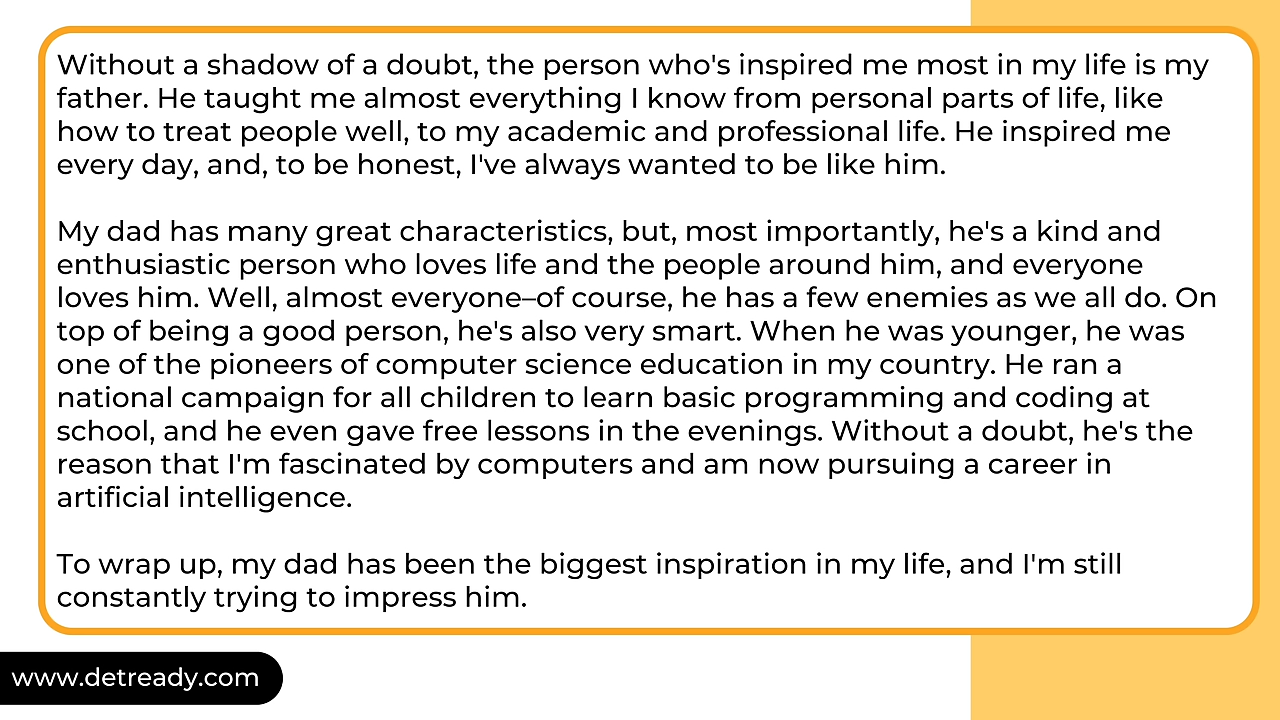 Without a shadow of a doubt, the person who's inspired me most in my life is my
father. He taught me almost everything I know from personal parts of life, like
how to treat people well, to my academic and professional life. He inspired me
every day, and, to be honest, I've always wanted to be like him.
My dad has many great characteristics, but, most importantly, he's a kind and
enthusiastic person who loves life and the people around him, and everyone
loves him. Well, almost everyone–of course, he has a few enemies as we all do. On
top of being a good person, he's also very smart. When he was younger, he was
one of the pioneers of computer science education in my country. He ran a
national campaign for all children to learn basic programming and coding at
school, and he even gave free lessons in the evenings. Without a doubt, he's the
reason that I'm fascinated by computers and am now pursuing a career in
artificial intelligence.
To wrap up, my dad has been the biggest inspiration in my life, and I'm still
constantly trying to impress him.
www.detready.com